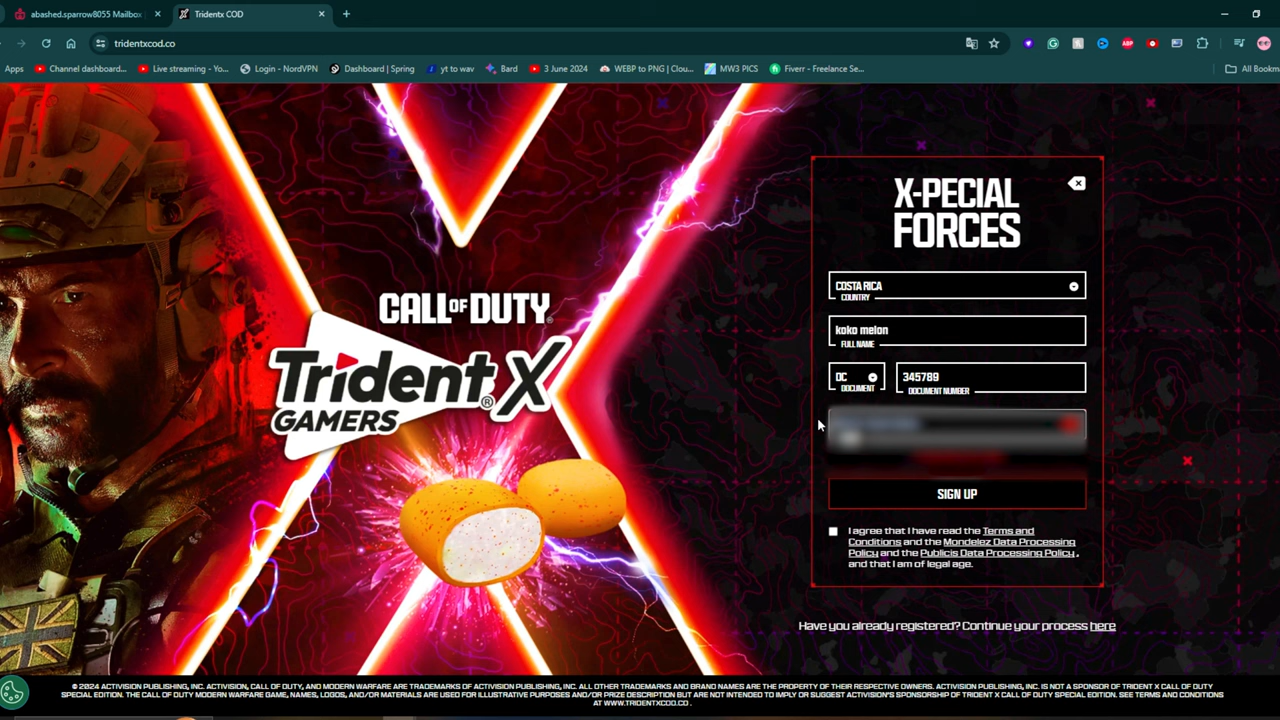 abashed.sparrow8055 Mailbox
Tridentx COD
tridentxcod.co
Apps
Channel dashboard...
Live streaming - Yo...
Login - NordVPN
Dashboard | Spring
yt to wav
Bard
3 June 2024
WEBP to PNG | Clou...
MW3 PICS
Fiverr - Freelance Se...
All Bookm
ABP
X-PECIAL
FORCES
COSTA RICA
COUNTRY
koko melon
FULL NAME
DC
DOCUMENT
345789
DOCUMENT NUMBER
SIGN UP
I agree that I have read the Terms and
Conditions and the Mondelez Data Processing
Policy and the Publicis Data Processing Policy ,
and that I am of legal age.
Have you already registered? Continue your process here
CALL OF DUTY®
Trident® X
GAMERS
© 2024 ACTIVISION PUBLISHING, INC. ACTIVISION, CALL OF DUTY, AND MODERN WARFARE ARE TRADEMARKS OF ACTIVISION PUBLISHING, INC. ALL OTHER TRADEMARKS AND BRAND NAMES ARE THE PROPERTY OF THEIR RESPECTIVE OWNERS. ACTIVISION PUBLISHING, INC. IS NOT A SPONSOR OF TRIDENT X CALL OF DUTY
SPECIAL EDITION. THE CALL OF DUTY MODERN WARFARE GAME, NAMES, LOGOS, AND/OR MATERIALS ARE USED FOR ILLUSTRATIVE PURPOSES AND/OR PRIZE DESCRIPTION BUT ARE NOT INTENDED TO IMPLY OR SUGGEST ACTIVISION'S SPONSORSHIP OF TRIDENT X CALL OF DUTY SPECIAL EDITION. SEE TERMS AND CONDITIONS
AT WWW.TRIDENTXCOD.CO .